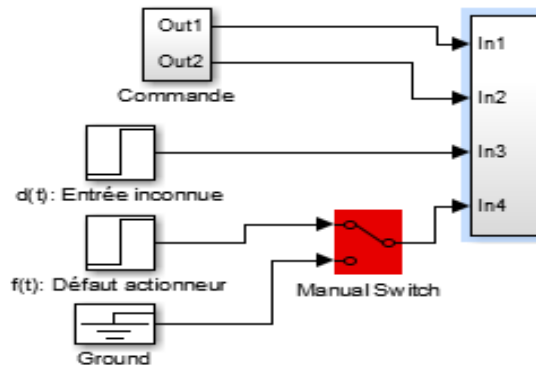 Out1
Out2
Commande
In1
In2
In3
In4
d(t): Entrée inconnue
f(t): Défaut actionneur
Manual Switch
Ground